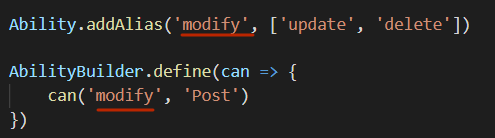 Ability.addAlias('modify', ['update', 'delete'])
AbilityBuilder.define(can => {
can('modify', 'Post')
})